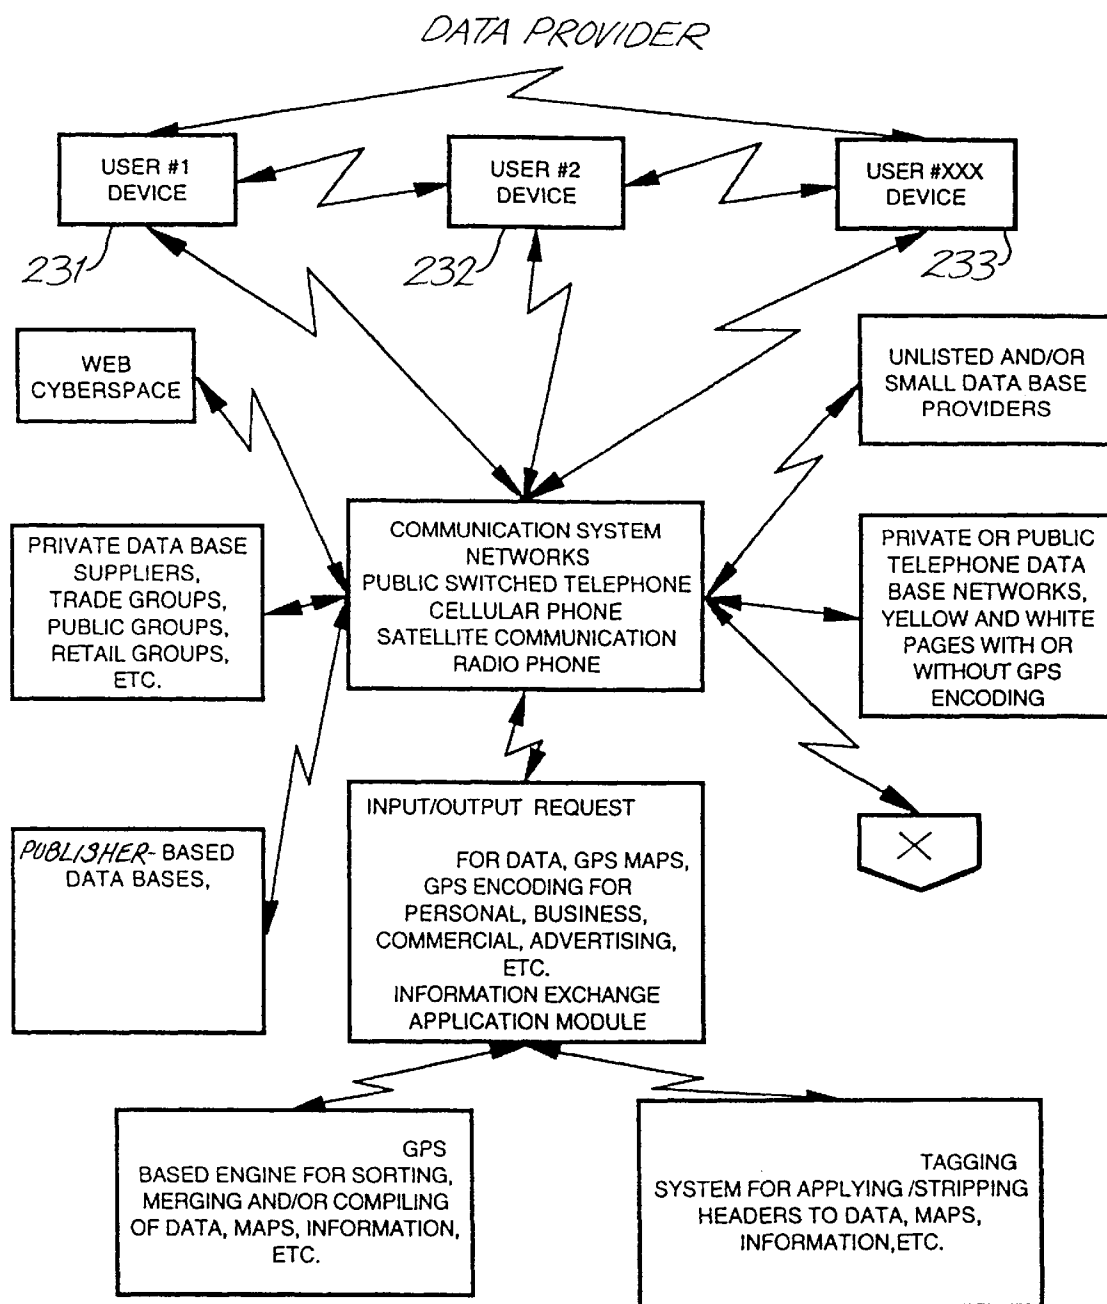 DATA PROVIDER
USER #1
DEVICE
USER #2
DEVICE
USER #XXX
DEVICE
231
232
233
WEB
CYBERSPACE
UNLISTED AND/OR
SMALL DATA BASE
PROVIDERS
PRIVATE DATA BASE
SUPPLIERS,
TRADE GROUPS,
PUBLIC GROUPS,
RETAIL GROUPS,
ETC.
COMMUNICATION SYSTEM
NETWORKS
PUBLIC SWITCHED TELEPHONE
CELLULAR PHONE
SATELLITE COMMUNICATION
RADIO PHONE
PRIVATE OR PUBLIC
TELEPHONE DATA
BASE NETWORKS,
YELLOW AND WHITE
PAGES WITH OR
WITHOUT GPS
ENCODING
PUBLISHER- BASED
DATA BASES,
INPUT/OUTPUT REQUEST
FOR DATA, GPS MAPS,
GPS ENCODING FOR
PERSONAL, BUSINESS,
COMMERCIAL, ADVERTISING,
ETC.
INFORMATION EXCHANGE
APPLICATION MODULE
X
GPS
BASED ENGINE FOR SORTING,
MERGING AND/OR COMPILING
OF DATA, MAPS, INFORMATION,
ETC.
TAGGING
SYSTEM FOR APPLYING /STRIPPING
HEADERS TO DATA, MAPS,
INFORMATION,ETC.